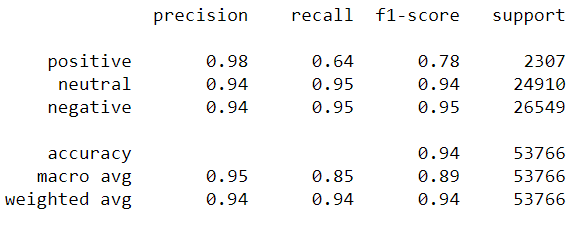 precision recall f1-score support
positive 0.98 0.64 0.78 2307
neutral 0.94 0.95 0.94 24910
negative 0.94 0.95 0.95 26549
accuracy 0.94 53766
macro avg 0.95 0.85 0.89 53766
weighted avg 0.94 0.94 0.94 53766